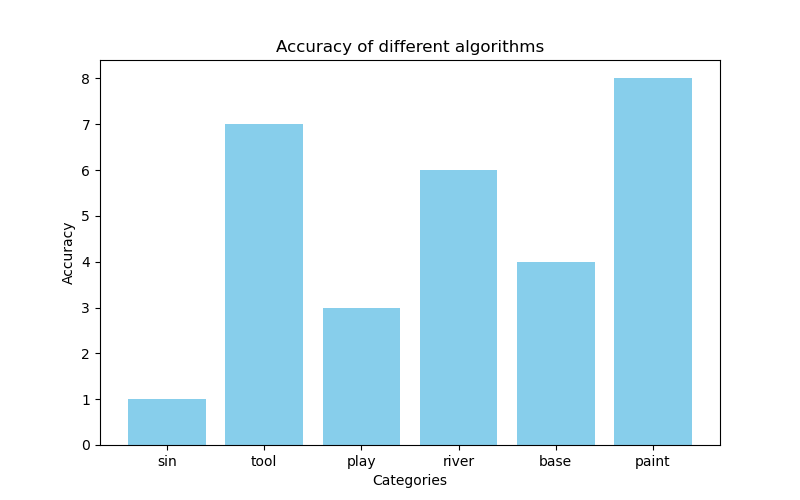 Accuracy of different algorithms
8
7
6
5
4
3
2
1
0
Accuracy
sin tool play river base paint
Categories